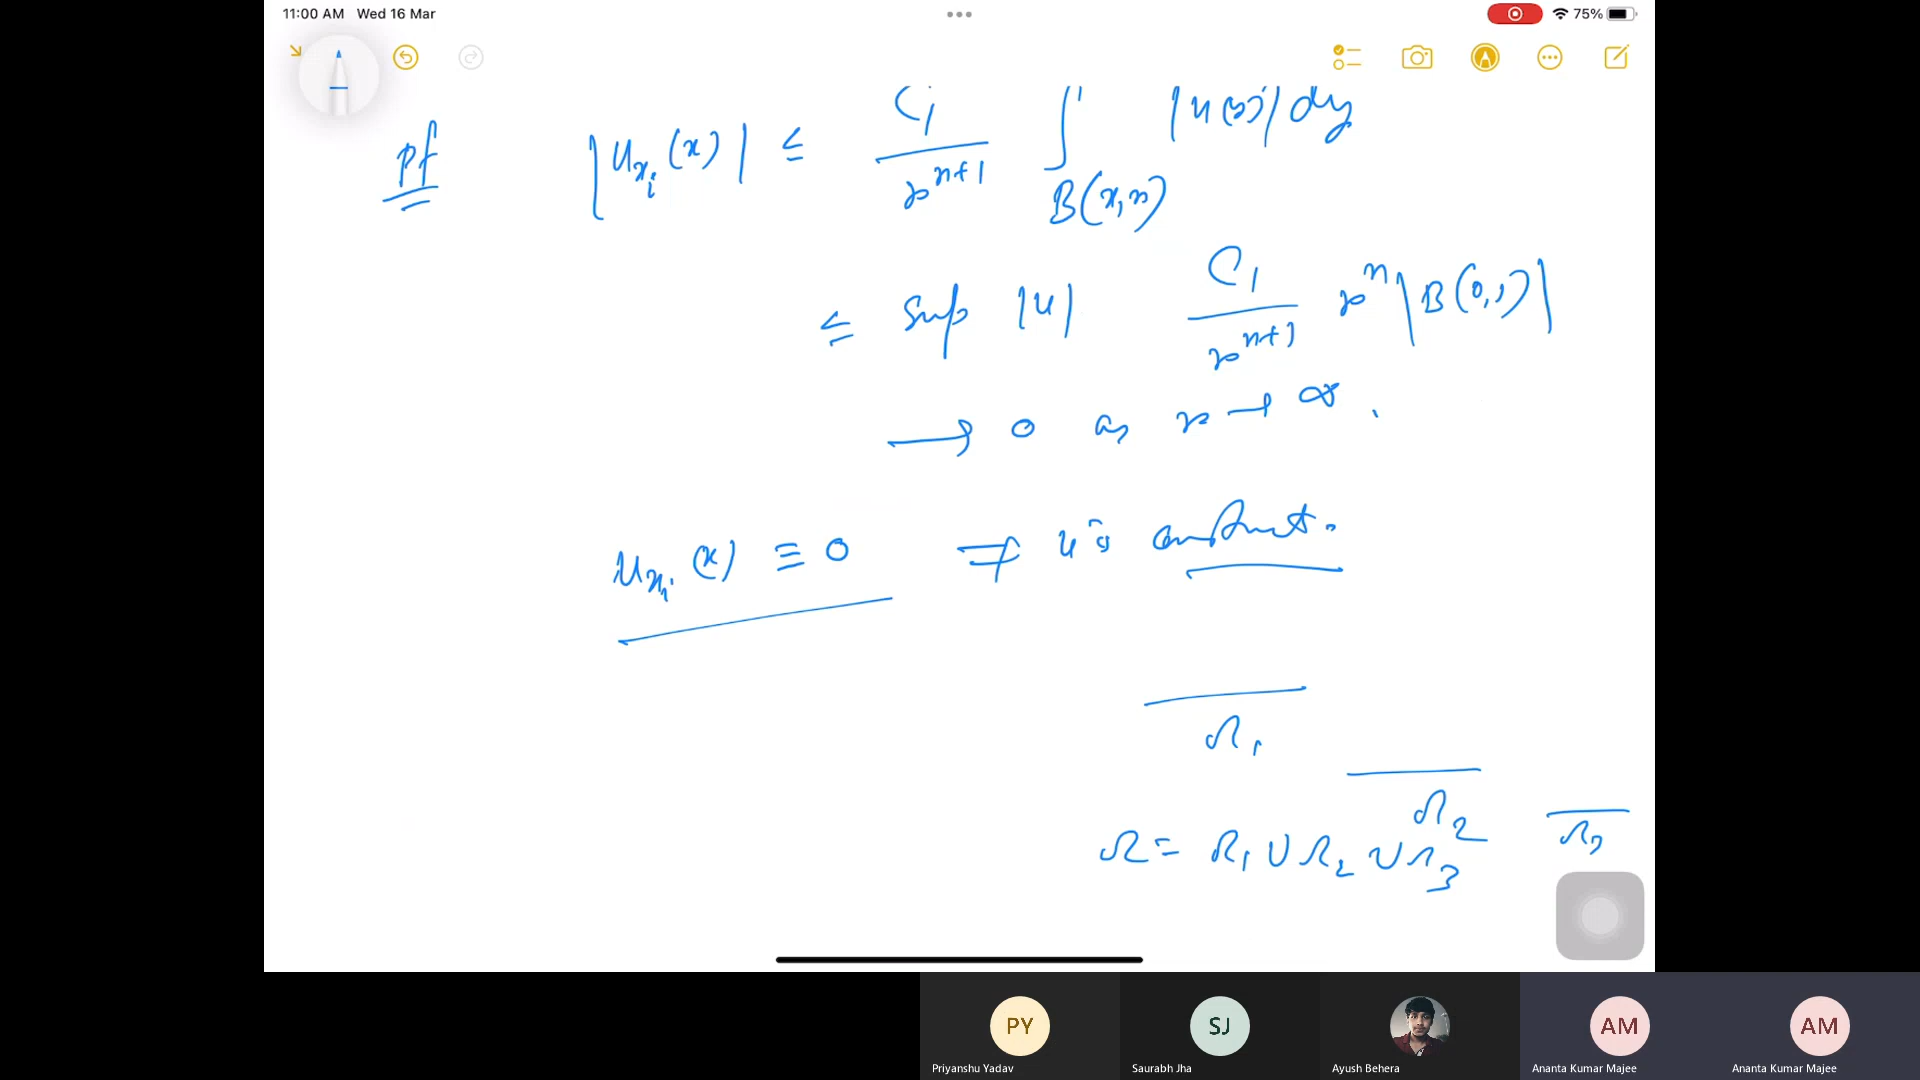 11:00 AM Wed 16 Mar
75%
pf |u_{x_i}(x)| ≤ C_1 / r^{n+1} ∫_{B(x,r)} |u(y)| dy
≤ Sup |u| C_1 / r^{n+1} r^n |B(0,1)|
→ 0 as r → ∞.
u_{x_i}(x) ≡ 0 ⇒ u is constant.
Ω_1
Ω_2
Ω_3
Ω = Ω_1 ∪ Ω_2 ∪ Ω_3
PY SJ AM AM
Priyanshu Yadav Saurabh Jha Ayush Behera Ananta Kumar Majee Ananta Kumar Majee